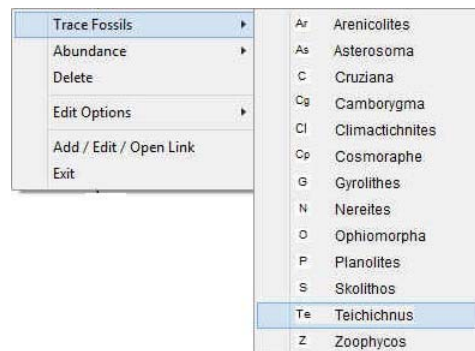 Trace Fossils
Abundance
Delete
Edit Options
Add / Edit / Open Link
Exit
Ar Arenicolites
As Asterosoma
C Cruziana
Cg Camborygma
Cl Climactichnites
Cp Cosmoraphe
G Gyrolithes
N Nereites
O Ophiomorpha
P Planolites
S Skolithos
Te Teichichnus
Z Zoophycos